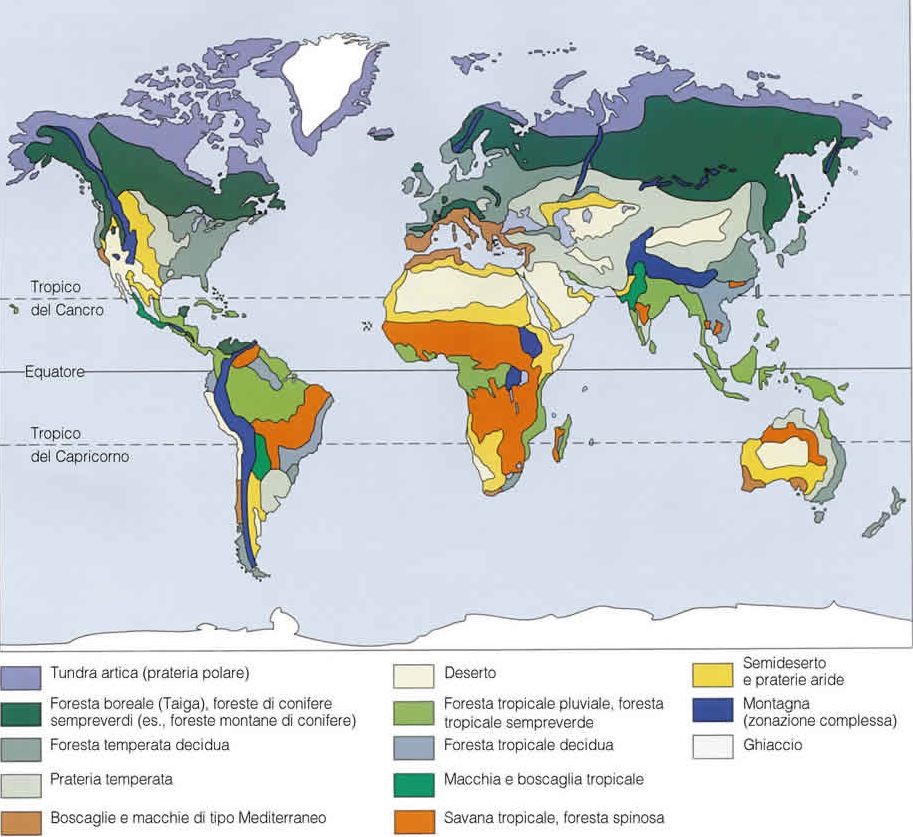 Tropico
del Cancro
Equatore
Tropico
del Capricorno
Tundra artica (prateria polare)
Foresta boreale (Taiga), foreste di conifere
sempreverdi (es., foreste montane di conifere)
Foresta temperata decidua
Prateria temperata
Boscaglie e macchie di tipo Mediterraneo
Deserto
Foresta tropicale pluviale, foresta
tropicale sempreverde
Foresta tropicale decidua
Macchia e boscaglia tropicale
Savana tropicale, foresta spinosa
Semideserto
e praterie aride
Montagna
(zonazione complessa)
Ghiaccio